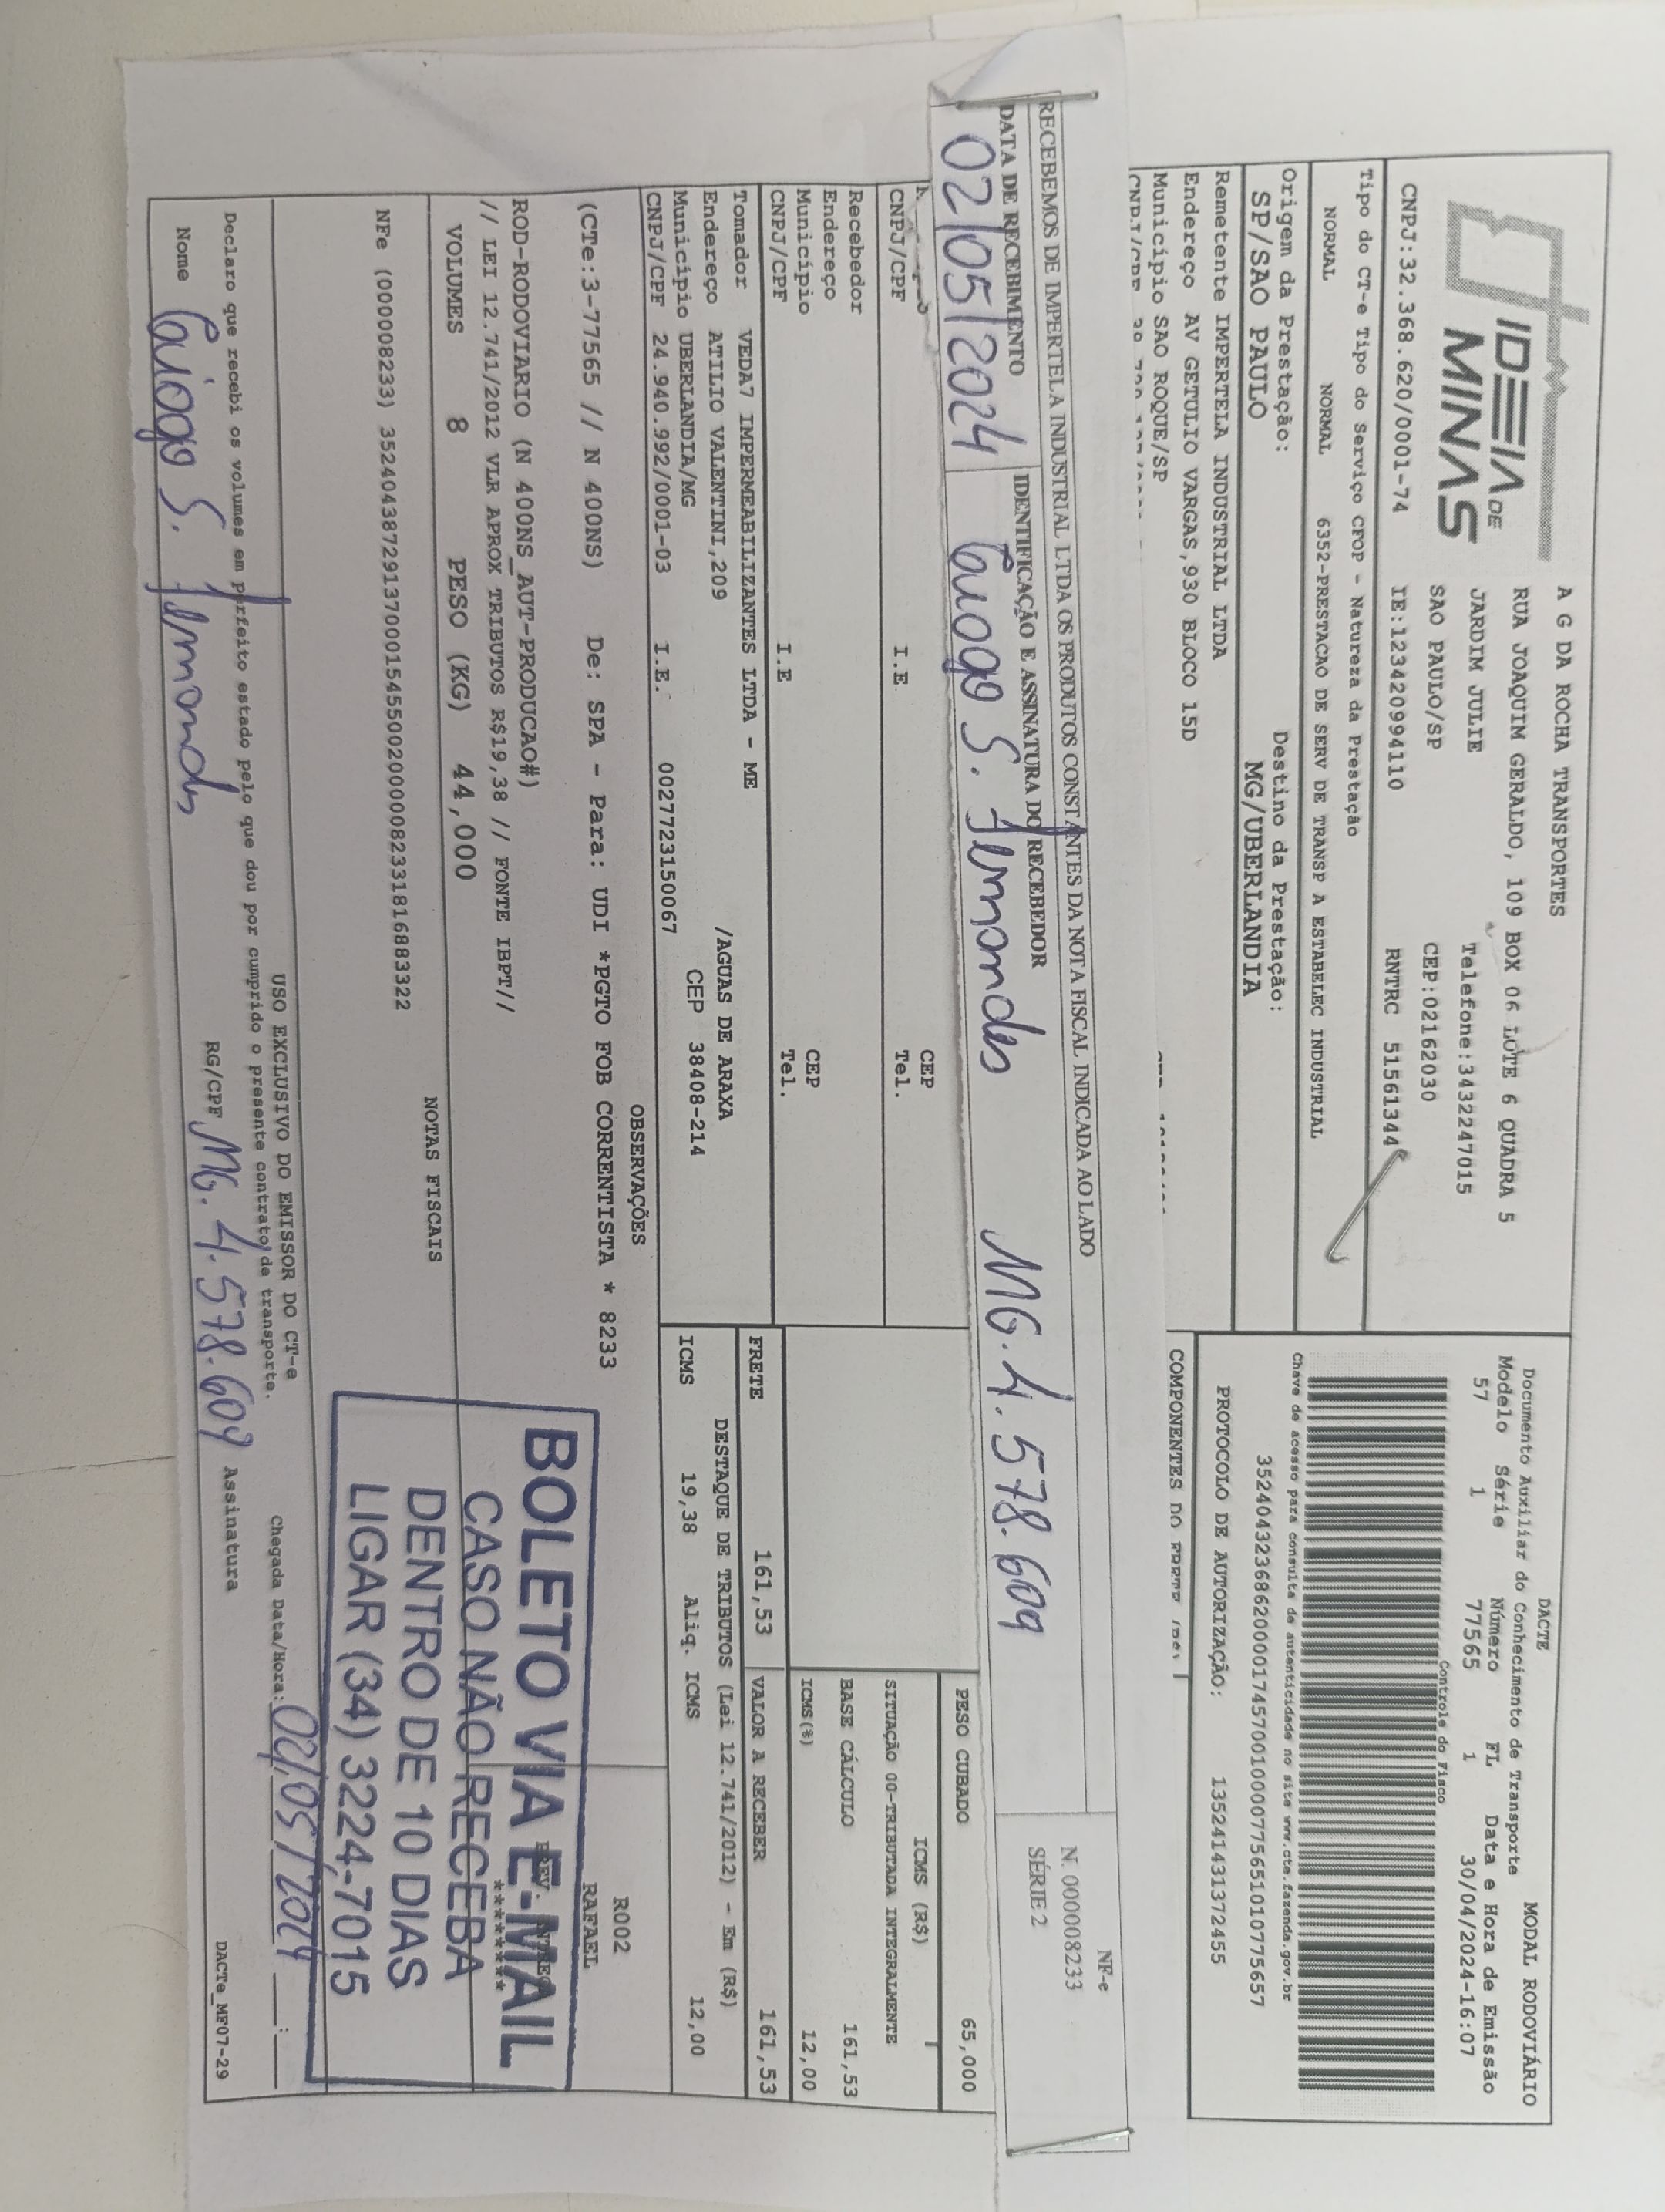 IDEIA DE
MINAS
A G DA ROCHA TRANSPORTES
RUA JOAQUIM GERALDO, 109 BOX 06 LOTE 6 QUADRA 5
JARDIM JULIE Telefone:3432247015
SAO PAULO/SP CEP:02162030
CNPJ:32.368.620/0001-74 IE:123420994110 RNTRC 51561344
DACTE MODAL RODOVIÁRIO
Documento Auxiliar do Conhecimento de Transporte
Modelo Série Número FL Data e Hora de Emissão
57 1 77565 1 30/04/2024-16:07
Controle do Fisco
Chave de acesso para consulta de autenticidade no site www.cte.fazenda.gov.br
35240432368620000174570010000775651010775657
PROTOCOLO DE AUTORIZAÇÃO: 135241431372455
Tipo do CT-e Tipo do Serviço CFOP - Natureza da Prestação
NORMAL NORMAL 6352-PRESTACAO DE SERV DE TRANSP A ESTABELEC INDUSTRIAL
Origem da Prestação: Destino da Prestação:
SP/SAO PAULO MG/UBERLANDIA
Remetente IMPERTELA INDUSTRIAL LTDA
Endereço AV GETULIO VARGAS,930 BLOCO 15D
Município SAO ROQUE/SP
CNPJ/CPF
COMPONENTES DO FRETE
RECEBEMOS DE IMPERTELA INDUSTRIAL LTDA OS PRODUTOS CONSTANTES DA NOTA FISCAL INDICADA AO LADO
DATA DE RECEBIMENTO IDENTIFICAÇÃO E ASSINATURA DO RECEBEDOR
02/05/2024 MG.4.578.609
NF-e
N. 000008233
SÉRIE 2
CEP
CNPJ/CPF I.E Tel.
Recebedor
Endereço
Município CEP
CNPJ/CPF I.E Tel.
PESO CUBADO 65,000
ICMS (R$)
SITUAÇÃO 00-TRIBUTADA INTEGRALMENTE
BASE CÁLCULO 161,53
ICMS(%) 12,00
Tomador VEDA7 IMPERMEABILIZANTES LTDA - ME
Endereço ATILIO VALENTINI,209 /AGUAS DE ARAXA
Município UBERLANDIA/MG CEP 38408-214
CNPJ/CPF 24.940.992/0001-03 I.E. 0027723150067
FRETE 161,53 VALOR A RECEBER 161,53
DESTAQUE DE TRIBUTOS (Lei 12.741/2012) - Em (R$)
ICMS 19,38 Aliq. ICMS 12,00
OBSERVAÇÕES
(CTe:3-77565 // N 400NS) De: SPA - Para: UDI *PGTO FOB CORRENTISTA * 8233
R002
RAFAEL
ROD-RODOVIARIO (N 400NS_AUT-PRODUCAO#)
// LEI 12.741/2012 VLR APROX TRIBUTOS R$19,38 // FONTE IBPT//
VOLUMES 8 PESO (KG) 44,000
********
NOTAS FISCAIS
NFe (000008233) 35240438729137000154550020000082331816883322
BOLETO VIA E-MAIL
CASO NÃO RECEBA
DENTRO DE 10 DIAS
LIGAR (34) 3224-7015
USO EXCLUSIVO DO EMISSOR DO CT-e
Declaro que recebi os volumes em perfeito estado pelo que dou por cumprido o presente contrato de transporte.
Chegada Data/Hora: 02/05/2024 __:__
Nome RG/CPF MG.4.578.609 Assinatura
DACTe_MF07-29